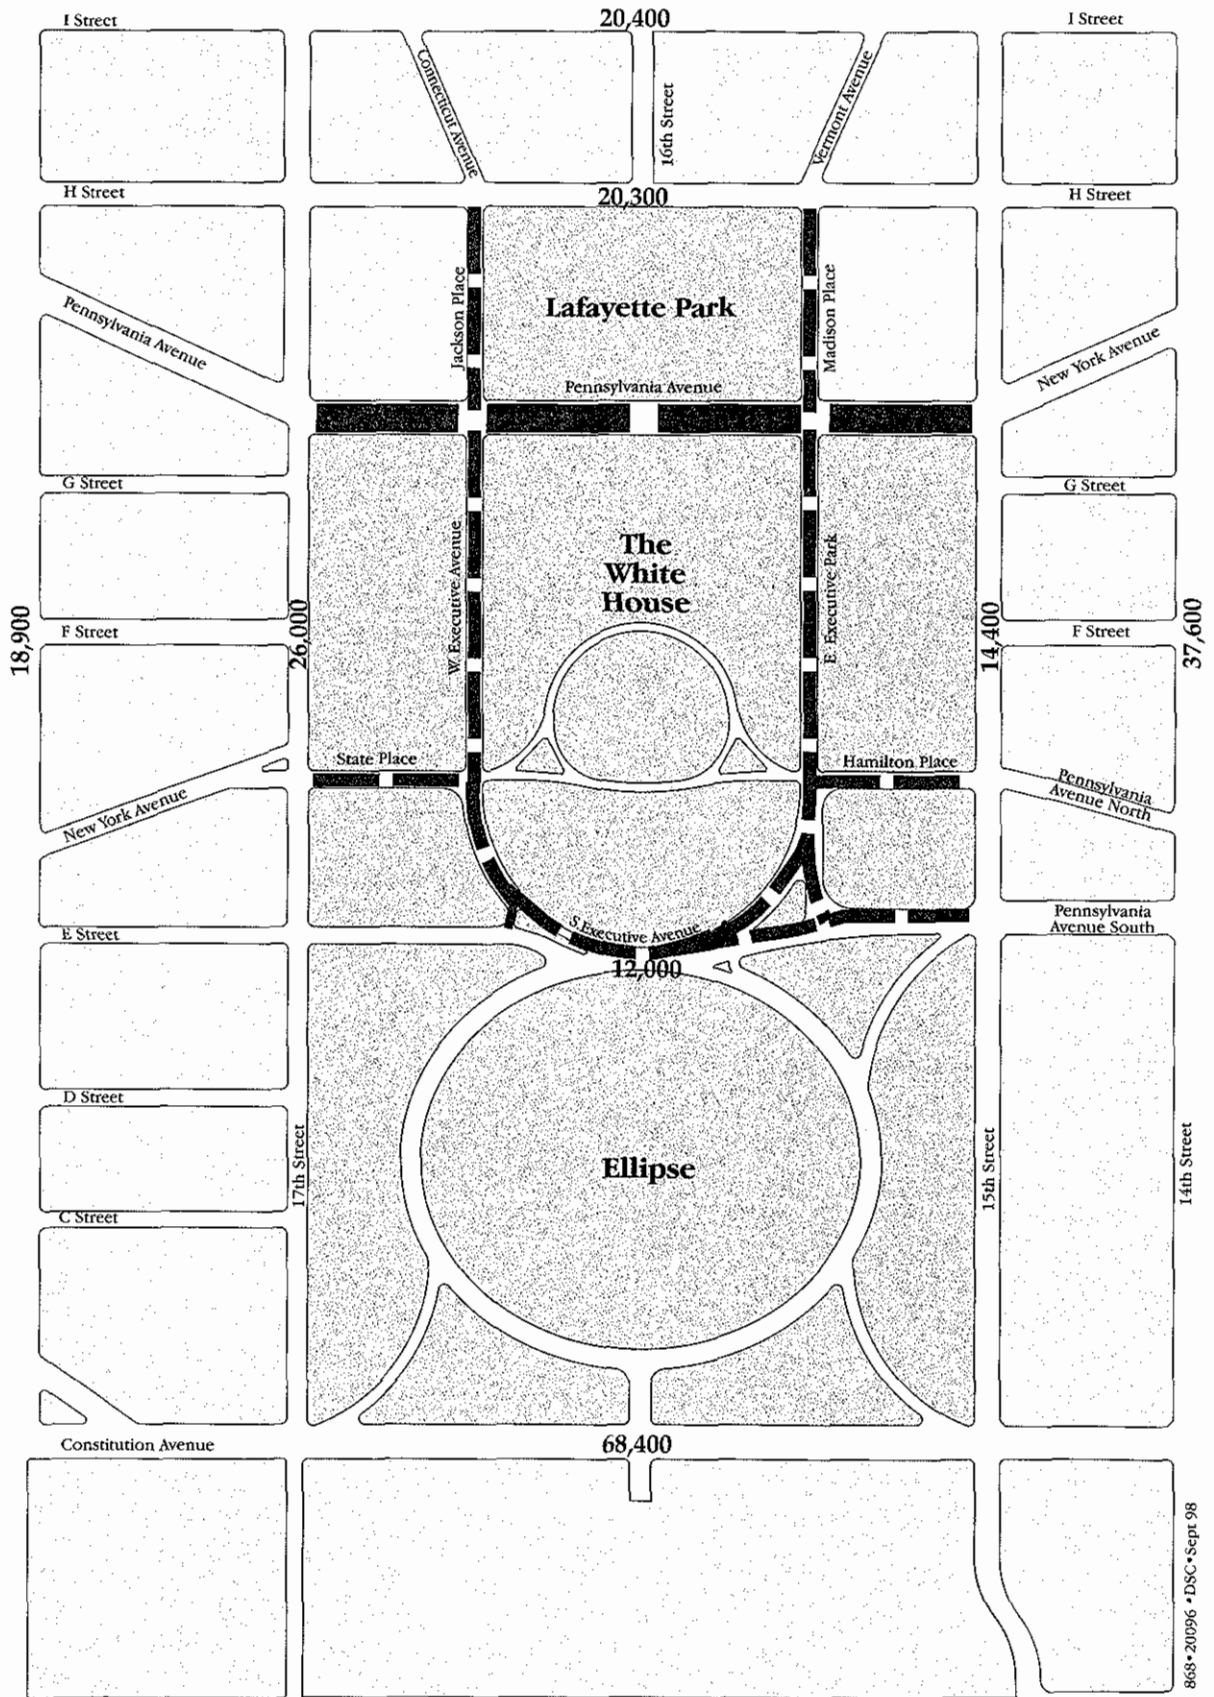 I Street
20,400
I Street
Connecticut Avenue
16th Street
Vermont Avenue
H Street
20,300
H Street
Pennsylvania Avenue
Jackson Place
Lafayette Park
Madison Place
New York Avenue
Pennsylvania Avenue
G Street
G Street
W. Executive Avenue
The
White
House
E. Executive Park
18,900
F Street
26,000
14,400
F Street
37,600
State Place
Hamilton Place
New York Avenue
Pennsylvania
Avenue North
E Street
S Executive Avenue
Pennsylvania
Avenue South
12,000
D Street
17th Street
Ellipse
15th Street
14th Street
C Street
Constitution Avenue
68,400
868•20096 •DSC•Sept 98